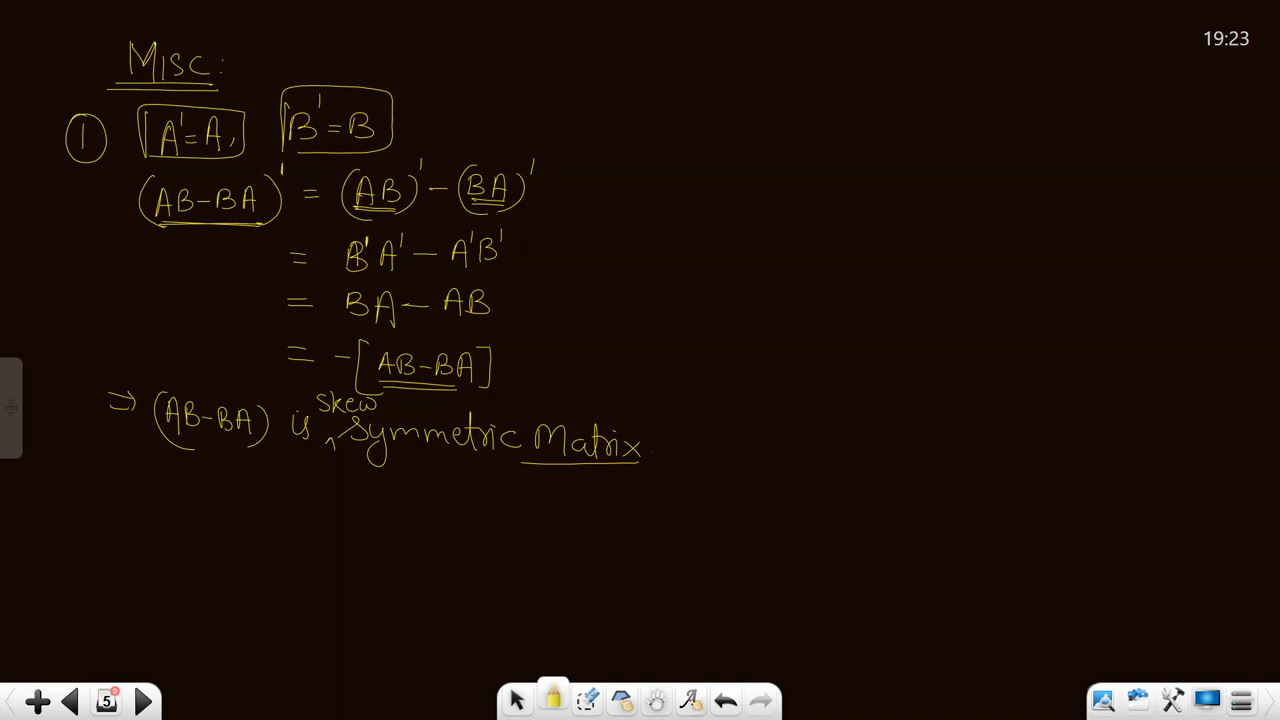 19:23
Misc:
① A' = A, B' = B
(AB-BA)' = (AB)' - (BA)'
= B'A' - A'B'
= BA - AB
= -[AB-BA]
⇒ (AB-BA) is skew symmetric Matrix
5
0